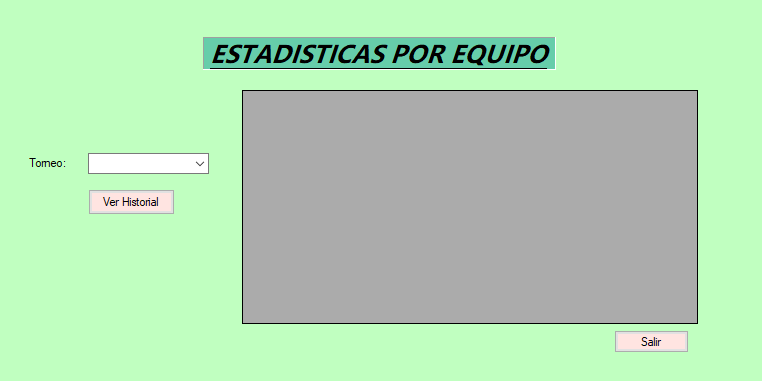 ESTADISTICAS POR EQUIPO
Torneo:
Ver Historial
Salir